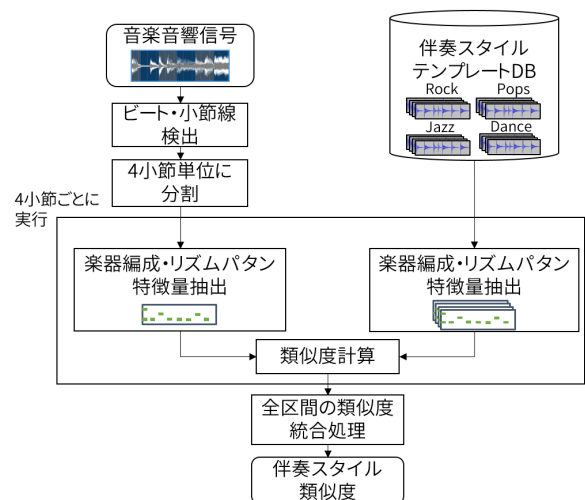 音楽音響信号
ビート・小節線
検出
4小節単位に
分割
伴奏スタイル
テンプレートDB
Rock
Pops
Jazz
Dance
4小節ごとに
実行
楽器編成・リズムパタン
特徴量抽出
楽器編成・リズムパタン
特徴量抽出
類似度計算
全区間の類似度
統合処理
伴奏スタイル
類似度